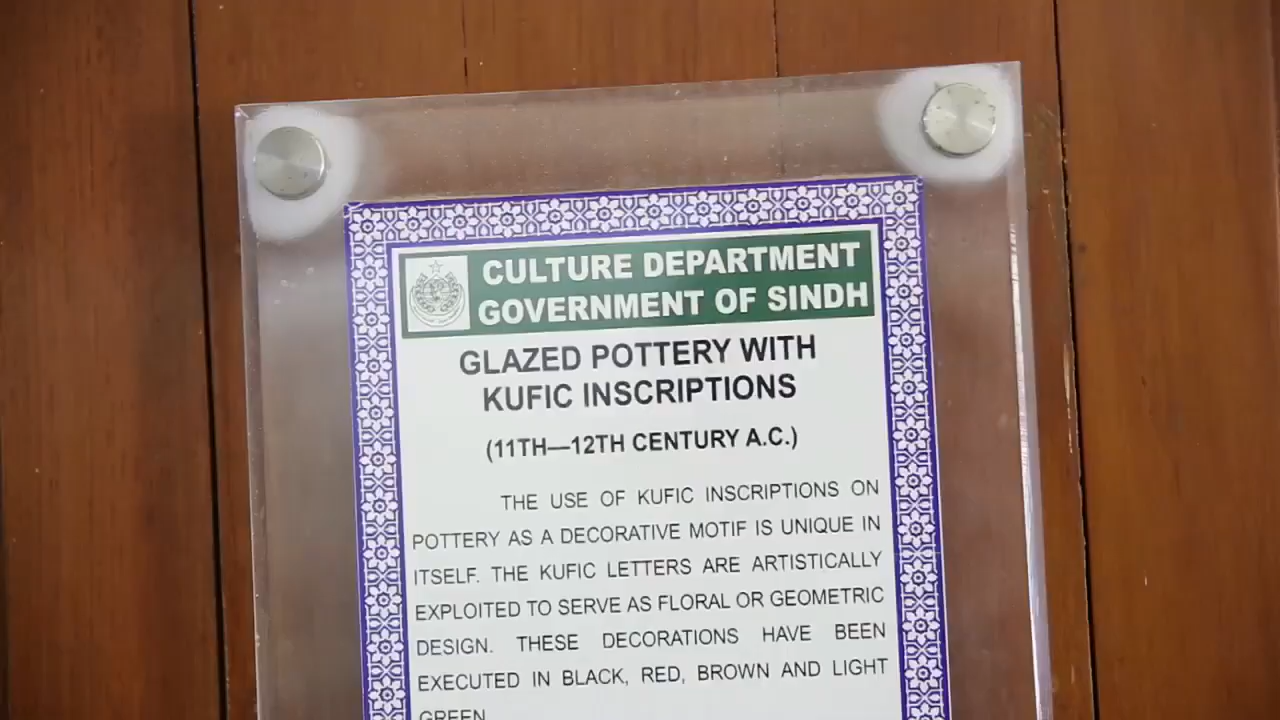 CULTURE DEPARTMENT
GOVERNMENT OF SINDH
GLAZED POTTERY WITH
KUFIC INSCRIPTIONS
(11TH—12TH CENTURY A.C.)
THE USE OF KUFIC INSCRIPTIONS ON
POTTERY AS A DECORATIVE MOTIF IS UNIQUE IN
ITSELF. THE KUFIC LETTERS ARE ARTISTICALLY
EXPLOITED TO SERVE AS FLORAL OR GEOMETRIC
DESIGN. THESE DECORATIONS HAVE BEEN
EXECUTED IN BLACK, RED, BROWN AND LIGHT
GREEN